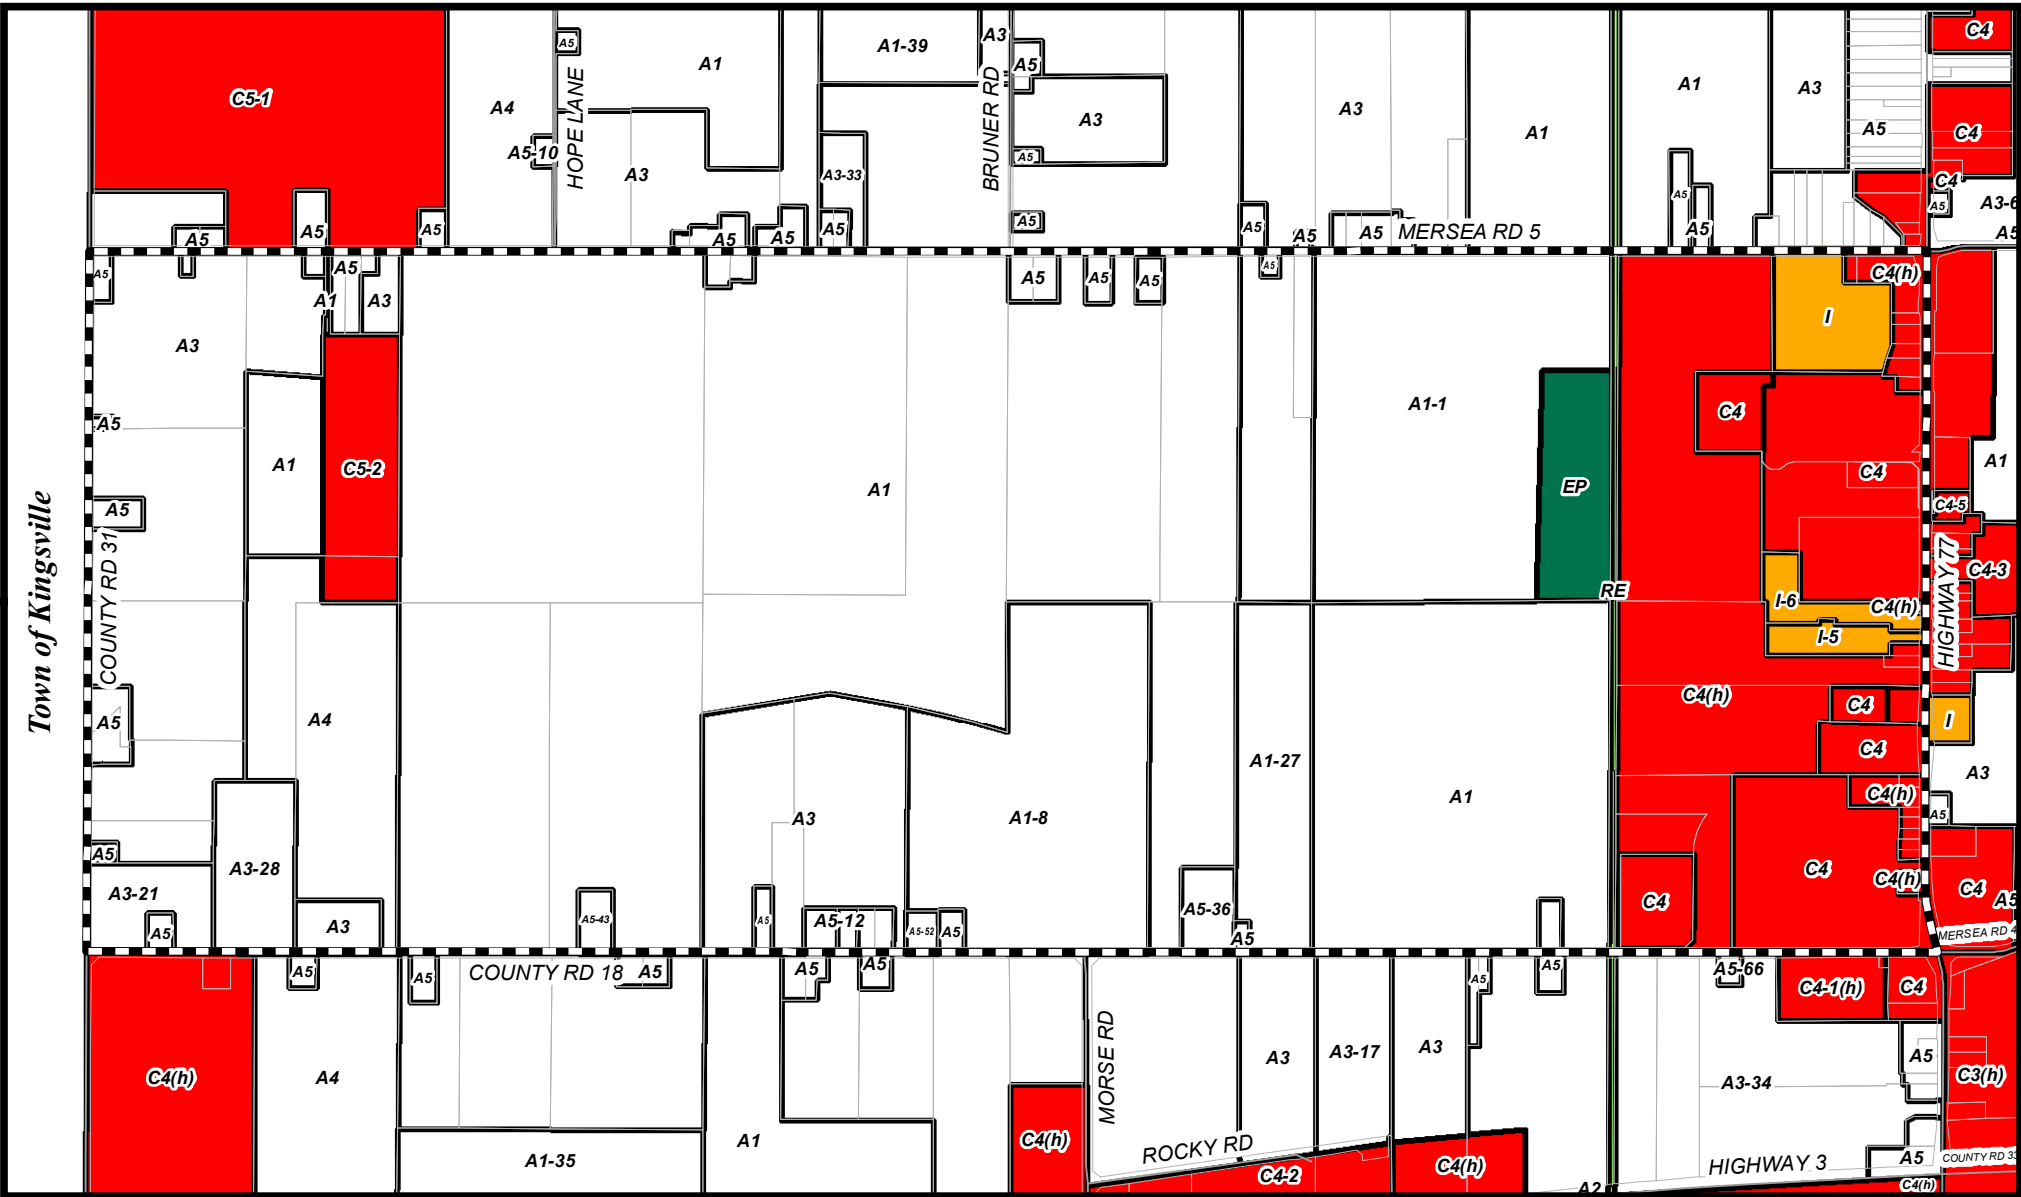 C5-1
A4
A5
HOPE LANE
A1
A1-39
A3
BRUNER RD
A5
A3
A3
A1
A1
A3
A5
C4
C4
A5-10
A3
A3-33
A5
C4
A5
A3-6
A5
A5
A5
A5
A5
A5
A5
A5
A5
A5
A5
MERSEA RD 5
A5
A5
A5
A1
A3
A5
A5
A5
A5
C4(h)
I
A3
C5-2
A1
A5
A5
COUNTY RD 31
Town of Kingsville
A1
A1-1
EP
RE
C4
C4
A1
C4-5
HIGHWAY 77
C4-3
I-6
C4(h)
I-5
C4(h)
C4
I
C4
A3
A5
A4
A1-27
A1
A3
A1-8
C4(h)
A5
C4
C4(h)
C4
A5
A5
A3-28
A3-21
A5
A3
A5-43
A5
A5-12
A5-52
A5
A5-36
A5
C4
MERSEA RD 4
COUNTY RD 18
A5
A5
A5
A5
A5
A5
A5
A5-66
C4-1(h)
C4
C4(h)
A4
A1-35
A1
C4(h)
MORSE RD
ROCKY RD
A3
A3-17
A3
C4-2
C4(h)
A2
A3-34
A5
C3(h)
A5
HIGHWAY 3
COUNTY RD 33
C4(h)